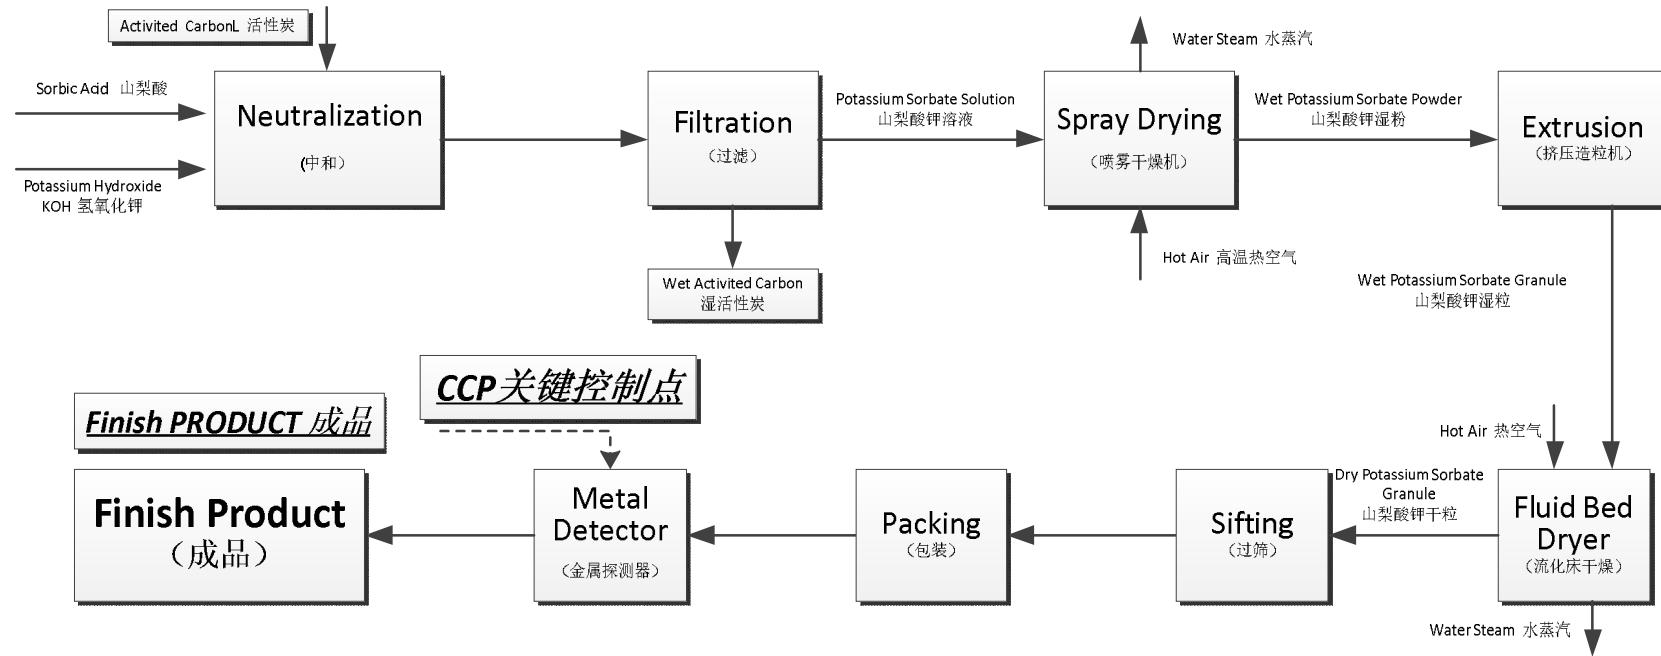 Activited CarbonL 活性炭
Sorbic Acid 山梨酸
Potassium Hydroxide
KOH 氢氧化钾
Neutralization
(中和)
Filtration
(过滤)
Wet Activited Carbon
湿活性炭
Potassium Sorbate Solution
山梨酸钾溶液
Water Steam 水蒸汽
Spray Drying
(喷雾干燥机)
Hot Air 高温热空气
Wet Potassium Sorbate Powder
山梨酸钾湿粉
Extrusion
(挤压造粒机)
Wet Potassium Sorbate Granule
山梨酸钾湿粒
Hot Air 热空气
Fluid Bed
Dryer
(流化床干燥)
Water Steam 水蒸汽
Dry Potassium Sorbate
Granule
山梨酸钾干粒
Sifting
(过筛)
Packing
(包装)
CCP关键控制点
Metal
Detector
(金属探测器)
Finish PRODUCT 成品
Finish Product
(成品)